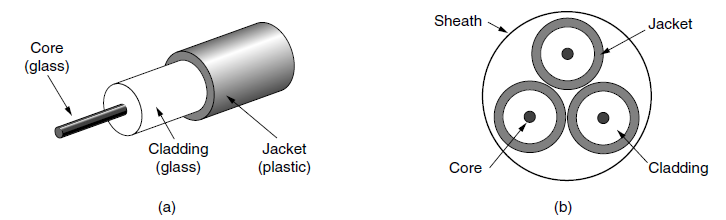 Core
(glass)
Cladding
(glass)
Jacket
(plastic)
(a)
Sheath
Jacket
Core
Cladding
(b)